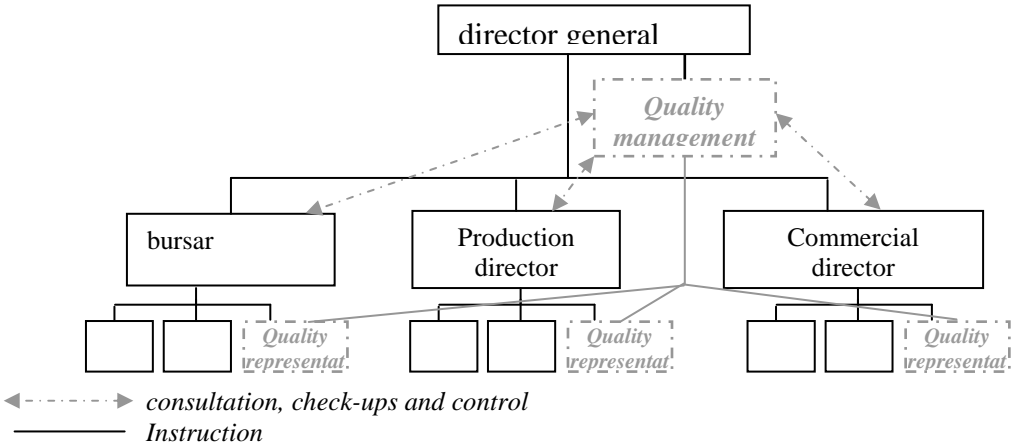 director general
Quality
management
bursar
Production
director
Commercial
director
Quality
representat
Quality
representat
Quality
representat
consultation, check-ups and control
Instruction